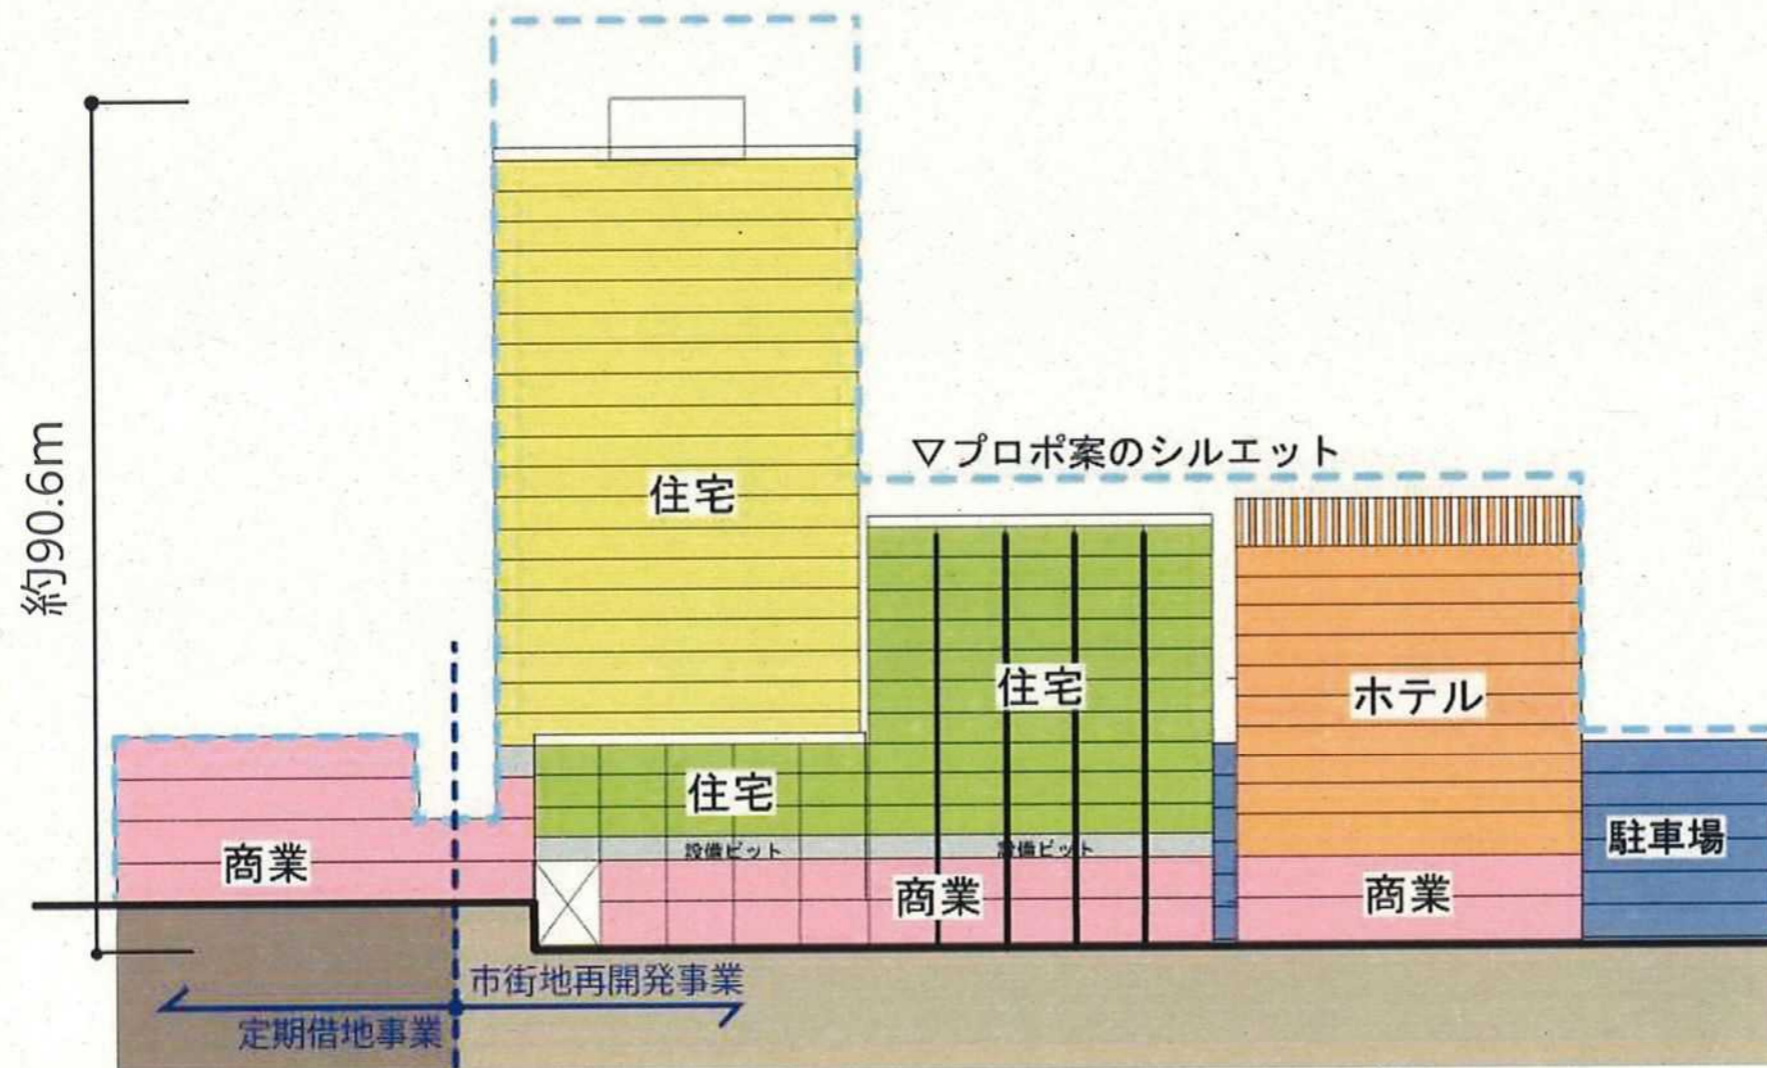 約90.6m
▽プロポ案のシルエット
住宅
住宅
ホテル
住宅
駐車場
設備ピット
設備ピット
商業
商業
商業
市街地再開発事業
定期借地事業